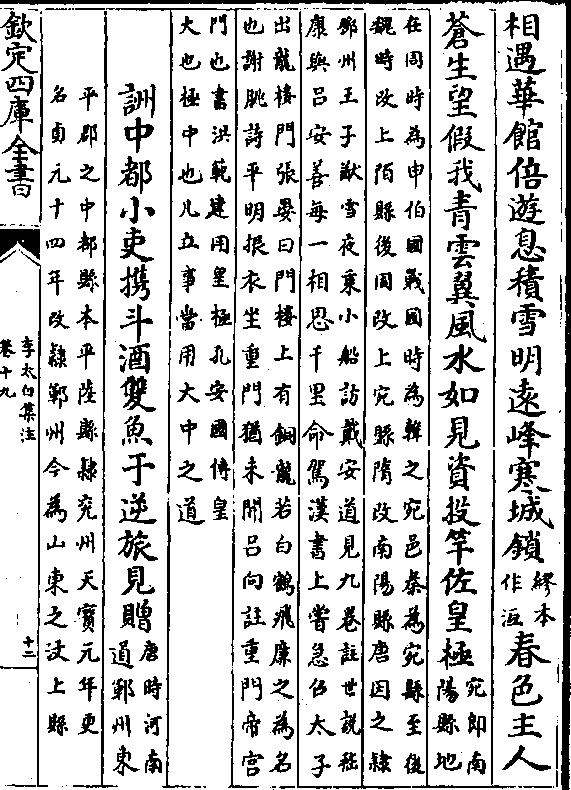 相遇華館倍遊息積雪明遠峰寒城鎖繆本作沍春色主人
蒼生望假我青雲翼風水如見資投竿佐皇極宛即南陽縣地
在周時為申伯國戰國時為韓之宛邑秦為宛縣至後
魏時改上陌縣後周改上宛縣隋改南陽縣唐因之隸
鄧州王子猷雪夜乗小船訪戴安道見九巻註世説嵇
康與呂安善每一相思千里命駕漢書上嘗急召太子
出龍樓門張晏曰門樓上有銅龍若白鶴飛廉之為名
也謝朓詩平明振衣坐重門猶未開呂向註重門帝宫
門也書洪範建用皇極孔安國傳皇
大也極中也凡立事當用大中之道
詶中都小吏携斗酒雙魚于逆旅見贈唐時河南道鄆州東
平郡之中都縣本平陸縣隸兖州天寶元年更
名貞元十四年改隸鄆州今為山東之汶上縣
欽定四庫全書
李太白集注
卷十九
十二